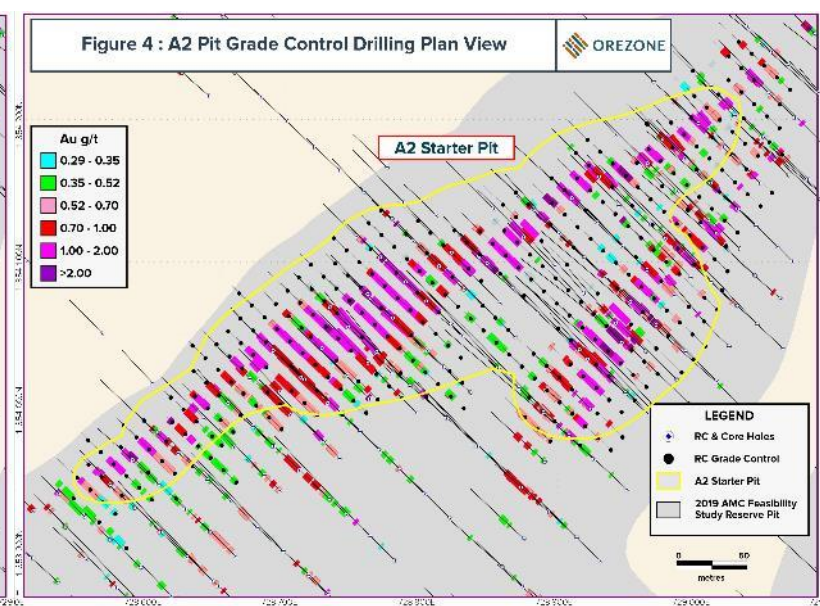 Figure 4 : A2 Pit Grade Control Drilling Plan View
OREZONE
A2 Starter Pit
Au g/t
0.29 - 0.35
0.35 - 0.52
0.52 - 0.70
0.70 - 1.00
1.00 - 2.00
>2.00
LEGEND
RC & Core Holes
RC Grade Control
A2 Starter Pit
2019 AMC Feasibility
Study Reserve Pit
metres